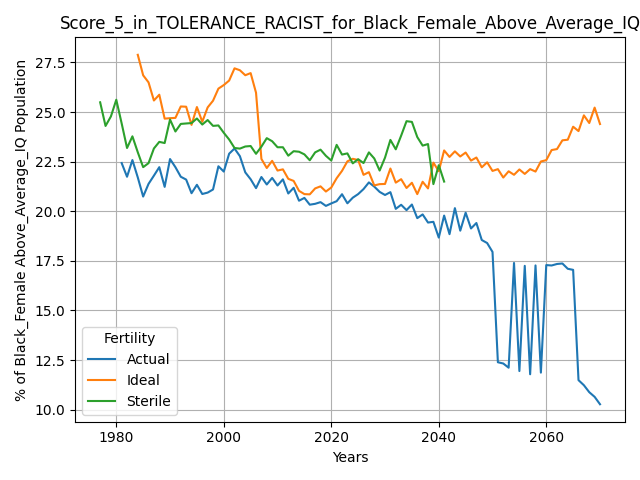 Score_5_in_TOLERANCE_RACIST_for_Black_Female_Above_Average_IQ
% of Black_Female Above_Average_IQ Population
27.5
25.0
22.5
20.0
17.5
15.0
12.5
10.0
Fertility
Actual
Ideal
Sterile
1980 2000 2020 2040 2060
Years